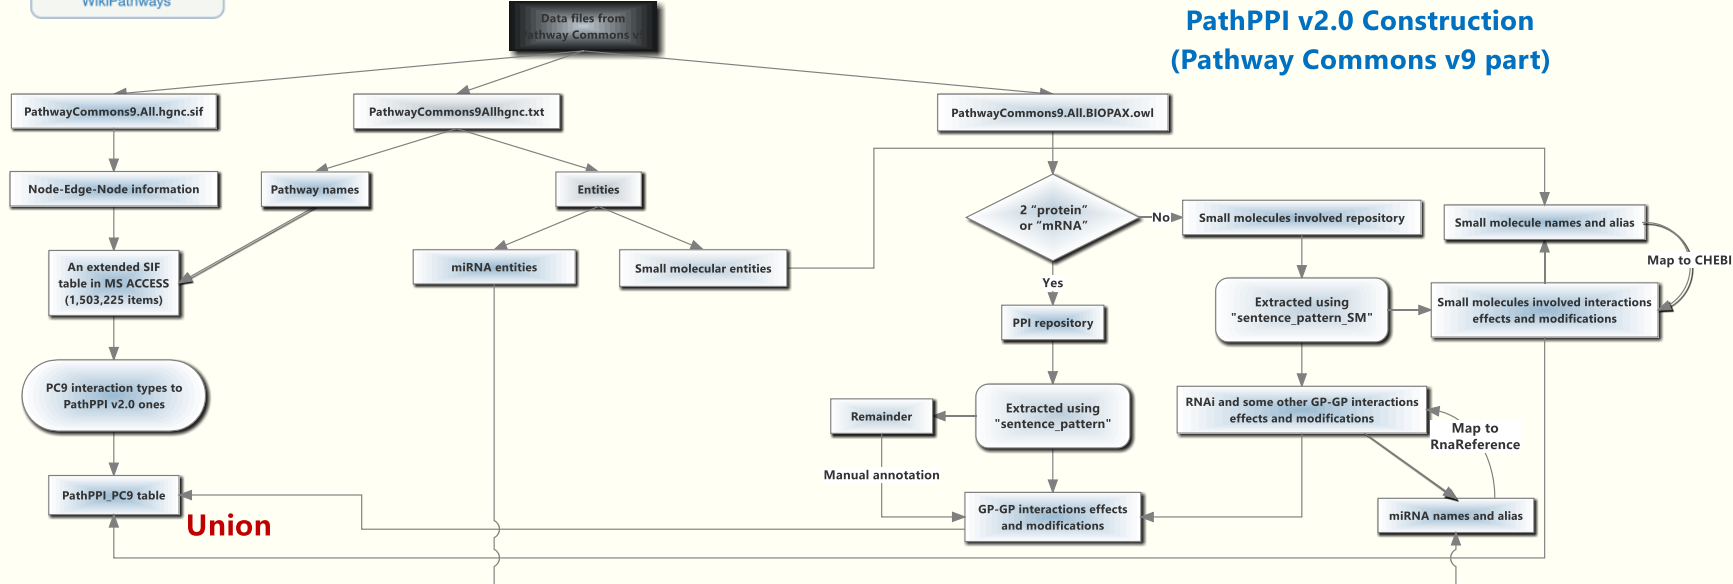 WikiPathways
Data files from
Pathway Commons
PathPPI v2.0 Construction
(Pathway Commons v9 part)
PathwayCommons9.All.hgnc.sif
PathwayCommons9Allhgnc.txt
PathwayCommons9.All.BIOPAX.owl
Node-Edge-Node information
Pathway names
Entities
2 “protein”
or “mRNA”
No
Small molecules involved repository
Small molecule names and alias
An extended SIF
table in MS ACCESS
(1,503,225 items)
miRNA entities
Small molecular entities
Map to CHEBI
Yes
PPI repository
Extracted using
"sentence_pattern_SM"
Small molecules involved interactions
effects and modifications
PC9 interaction types to
PathPPI v2.0 ones
Remainder
Extracted using
"sentence_pattern"
RNAi and some other GP-GP interactions
effects and modifications
Map to
RnaReference
Manual annotation
PathPPI_PC9 table
Union
GP-GP interactions effects
and modifications
miRNA names and alias